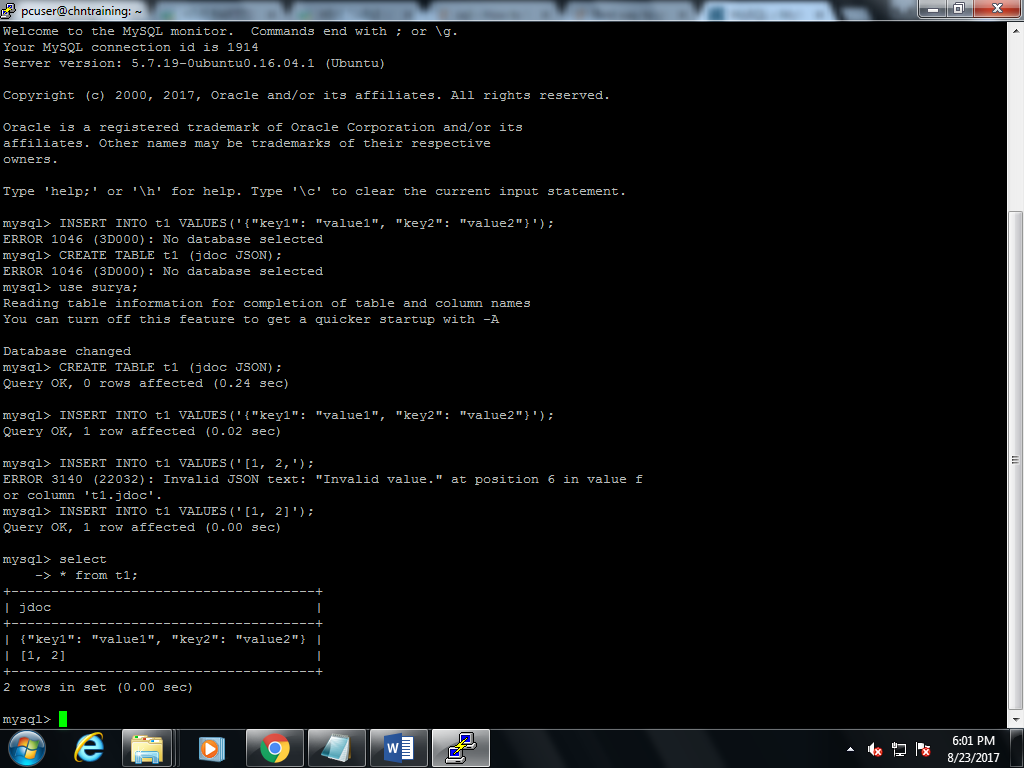 pcuser@chntraining: ~
Welcome to the MySQL monitor.  Commands end with ; or \g.
Your MySQL connection id is 1914
Server version: 5.7.19-0ubuntu0.16.04.1 (Ubuntu)
Copyright (c) 2000, 2017, Oracle and/or its affiliates. All rights reserved.
Oracle is a registered trademark of Oracle Corporation and/or its
affiliates. Other names may be trademarks of their respective
owners.
Type 'help;' or '\h' for help. Type '\c' to clear the current input statement.
mysql> INSERT INTO t1 VALUES('{"key1": "value1", "key2": "value2"}');
ERROR 1046 (3D000): No database selected
mysql> CREATE TABLE t1 (jdoc JSON);
ERROR 1046 (3D000): No database selected
mysql> use surya;
Reading table information for completion of table and column names
You can turn off this feature to get a quicker startup with -A
Database changed
mysql> CREATE TABLE t1 (jdoc JSON);
Query OK, 0 rows affected (0.24 sec)
mysql> INSERT INTO t1 VALUES('{"key1": "value1", "key2": "value2"}');
Query OK, 1 row affected (0.02 sec)
mysql> INSERT INTO t1 VALUES('[1, 2,');
ERROR 3140 (22032): Invalid JSON text: "Invalid value." at position 6 in value f
or column 't1.jdoc'.
mysql> INSERT INTO t1 VALUES('[1, 2]');
Query OK, 1 row affected (0.00 sec)
mysql> select
    -> * from t1;
+--------------------------------------+
| jdoc                                 |
+--------------------------------------+
| {"key1": "value1", "key2": "value2"} |
| [1, 2]                               |
+--------------------------------------+
2 rows in set (0.00 sec)
mysql>
6:01 PM
8/23/2017